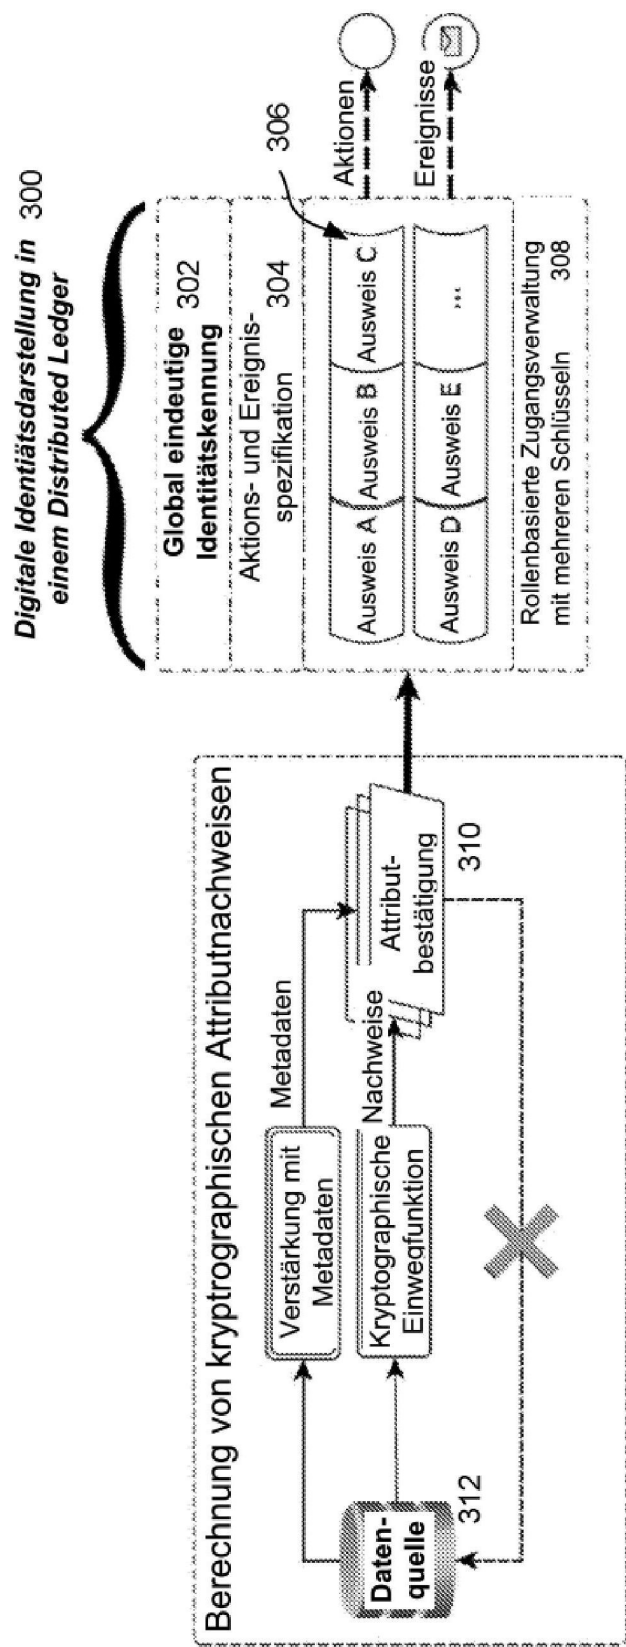 Digitale Identiätsdarstellung in
einem Distributed Ledger
300
Global eindeutige
Identitätskennung
302
Aktions- und Ereignis-
spezifikation
304
Ausweis A
Ausweis B
Ausweis C
306
Ausweis D
Ausweis E
...
Rollenbasierte Zugangsverwaltung
mit mehreren Schlüsseln
308
Aktionen
Ereignisse
Berechnung von kryptrographischen Attributnachweisen
Daten-
quelle
312
Verstärkung mit
Metadaten
Metadaten
Kryptographische
Einwegfunktion
Nachweise
Attribut-
bestätigung
310